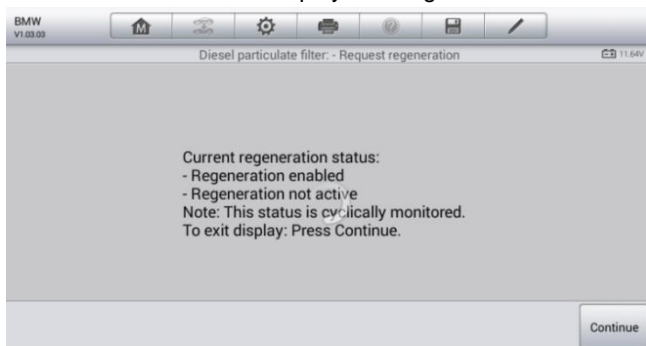 BMW
V1.03.03
M
Diesel particulate filter: - Request regeneration
11.64V
Current regeneration status:
- Regeneration enabled
- Regeneration not active
Note: This status is cyclically monitored.
To exit display: Press Continue.
Continue